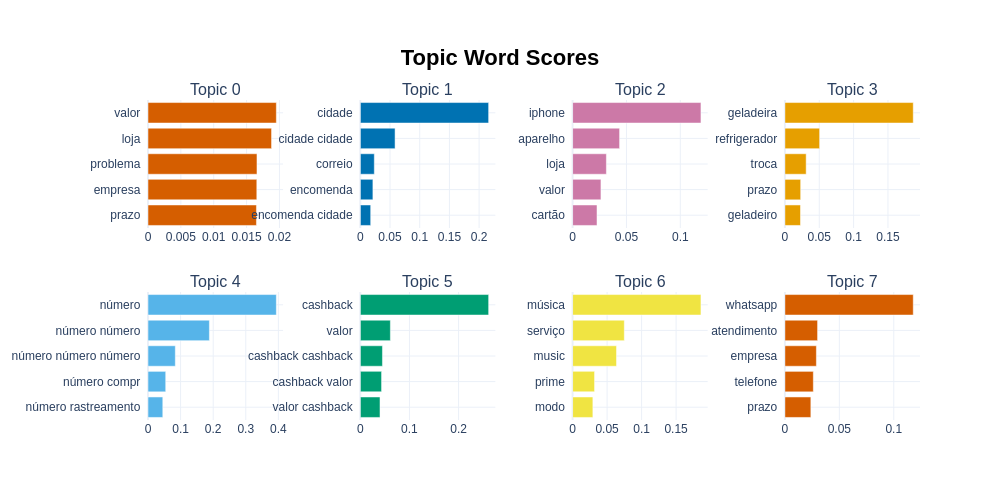 Topic Word Scores
Topic 0
valor
loja
problema
empresa
prazo
0 0.005 0.01 0.015 0.02
Topic 1
cidade
cidade cidade
correio
encomenda
encomenda cidade
0 0.05 0.1 0.15 0.2
Topic 2
iphone
aparelho
loja
valor
cartão
0 0.05 0.1
Topic 3
geladeira
refrigerador
troca
prazo
geladeiro
0 0.05 0.1 0.15
Topic 4
número
número número
número número número
número compr
número rastreamento
0 0.1 0.2 0.3 0.4
Topic 5
cashback
valor
cashback cashback
cashback valor
valor cashback
0 0.1 0.2
Topic 6
música
serviço
music
prime
modo
0 0.05 0.1 0.15
Topic 7
whatsapp
atendimento
empresa
telefone
prazo
0 0.05 0.1